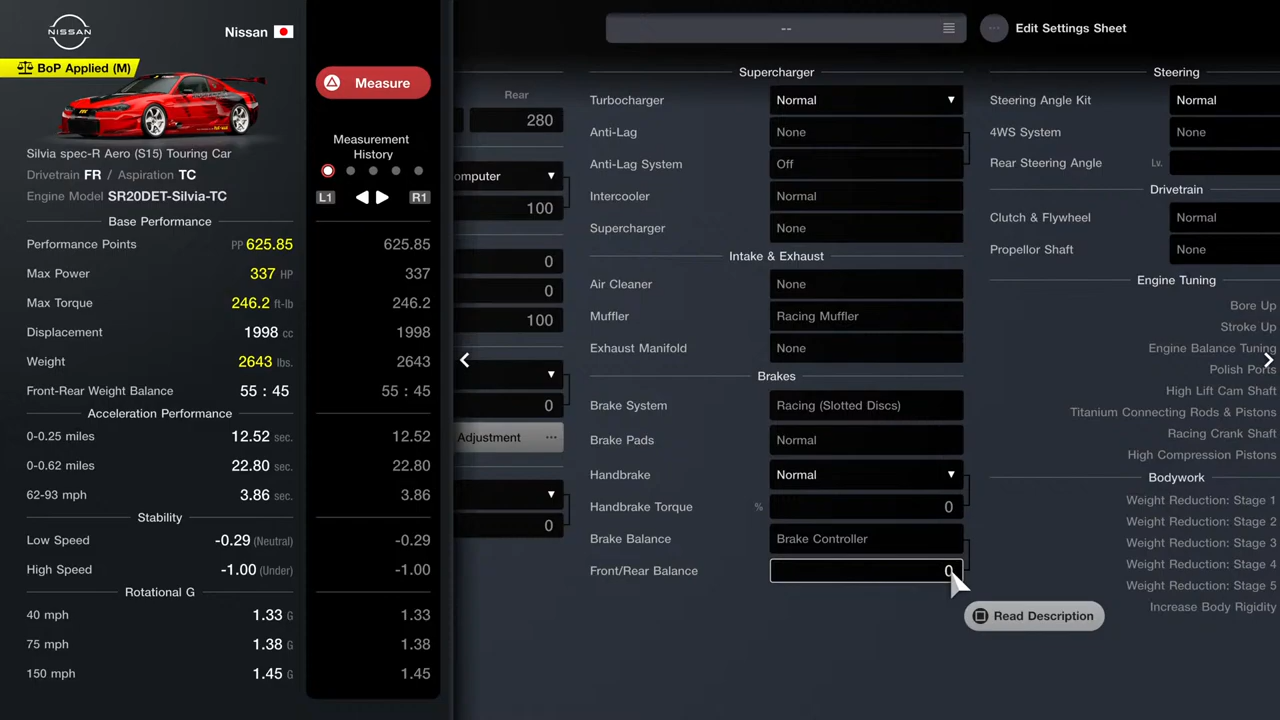 NISSAN
Nissan
BoP Applied (M)
Silvia spec-R Aero (S15) Touring Car
Drivetrain FR / Aspiration TC
Engine Model SR20DET-Silvia-TC
Base Performance
Performance Points PP 625.85
Max Power 337 HP
Max Torque 246.2 ft-lb
Displacement 1998 cc
Weight 2643 lbs.
Front-Rear Weight Balance 55 : 45
Acceleration Performance
0-0.25 miles 12.52 sec.
0-0.62 miles 22.80 sec.
62-93 mph 3.86 sec.
Stability
Low Speed -0.29 (Neutral)
High Speed -1.00 (Under)
Rotational G
40 mph 1.33 G
75 mph 1.38 G
150 mph 1.45 G
Measure
Measurement
History
L1 R1
625.85
337
246.2
1998
2643
55 : 45
12.52
22.80
3.86
-0.29
-1.00
1.33
1.38
1.45
Rear
280
omputer
100
0
0
100
0
Adjustment ...
0
--
Edit Settings Sheet
Supercharger
Turbocharger Normal
Anti-Lag None
Anti-Lag System Off
Intercooler Normal
Supercharger None
Intake & Exhaust
Air Cleaner None
Muffler Racing Muffler
Exhaust Manifold None
Brakes
Brake System Racing (Slotted Discs)
Brake Pads Normal
Handbrake Normal
Handbrake Torque % 0
Brake Balance Brake Controller
Front/Rear Balance 0
Read Description
Steering
Steering Angle Kit Normal
4WS System None
Rear Steering Angle Lv.
Drivetrain
Clutch & Flywheel Normal
Propellor Shaft None
Engine Tuning
Bore Up
Stroke Up
Engine Balance Tuning
Polish Ports
High Lift Cam Shaft
Titanium Connecting Rods & Pistons
Racing Crank Shaft
High Compression Pistons
Bodywork
Weight Reduction: Stage 1
Weight Reduction: Stage 2
Weight Reduction: Stage 3
Weight Reduction: Stage 4
Weight Reduction: Stage 5
Increase Body Rigidity